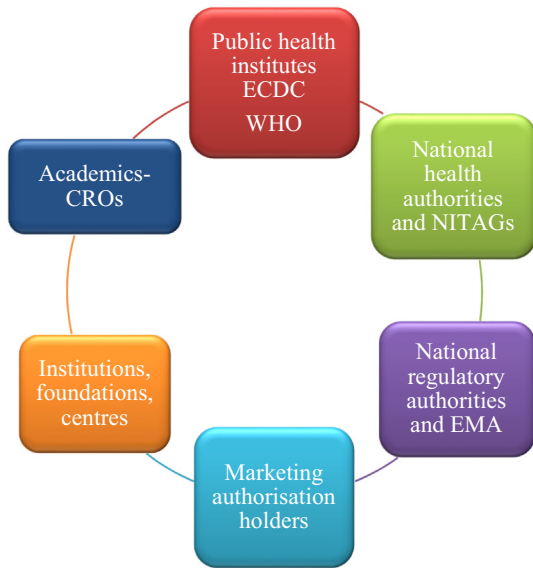 Public health
institutes
ECDC
WHO
National
health
authorities
and NITAGs
National
regulatory
authorities
and EMA
Marketing
authorisation
holders
Institutions,
foundations,
centres
Academics-
CROs